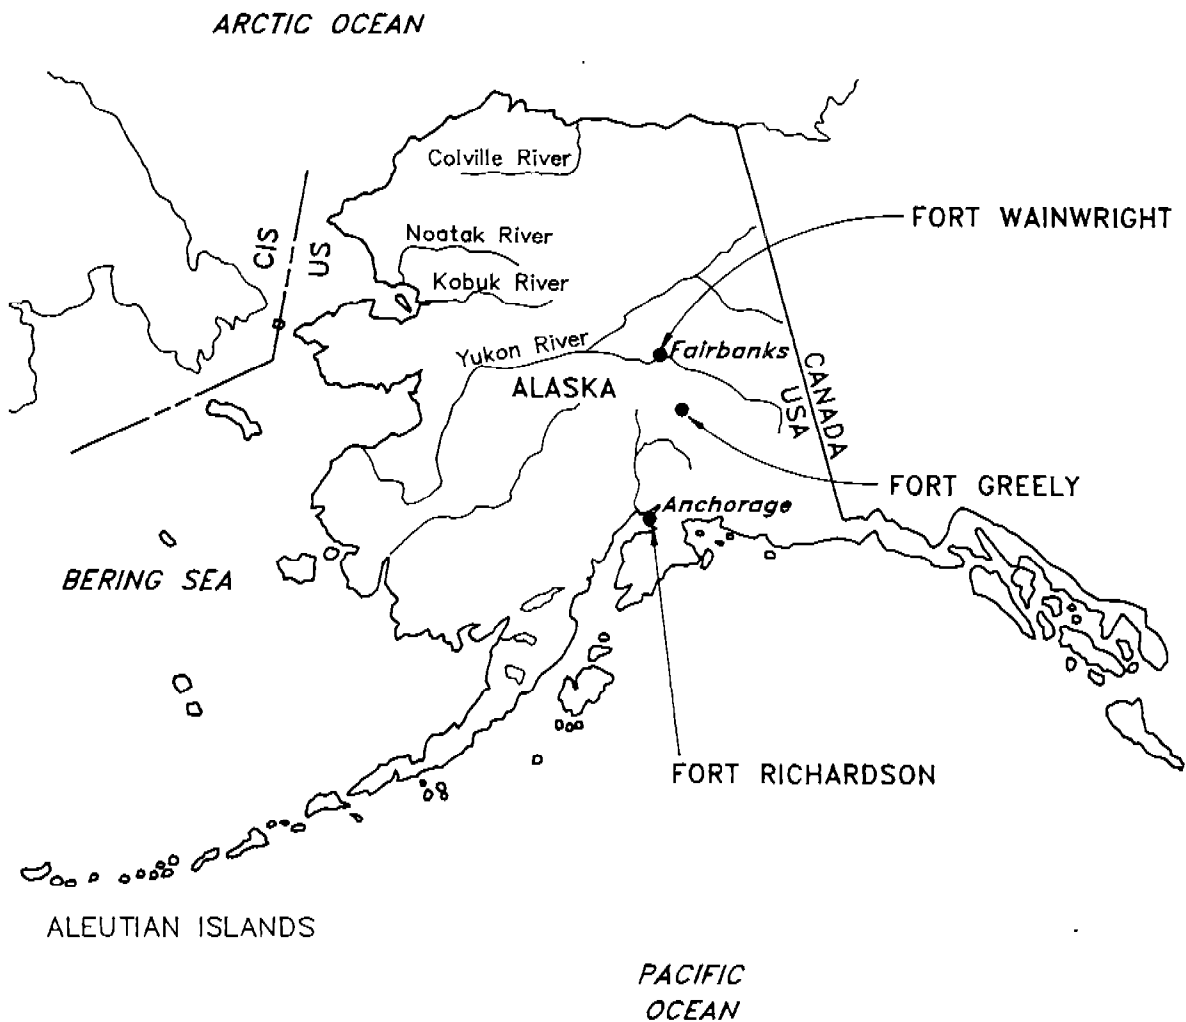 ARCTIC OCEAN
Colville River
FORT WAINWRIGHT
Noatak River
CIS
US
Kobuk River
Yukon River
Fairbanks
ALASKA
CANADA
USA
FORT GREELY
Anchorage
BERING SEA
FORT RICHARDSON
ALEUTIAN ISLANDS
PACIFIC
OCEAN